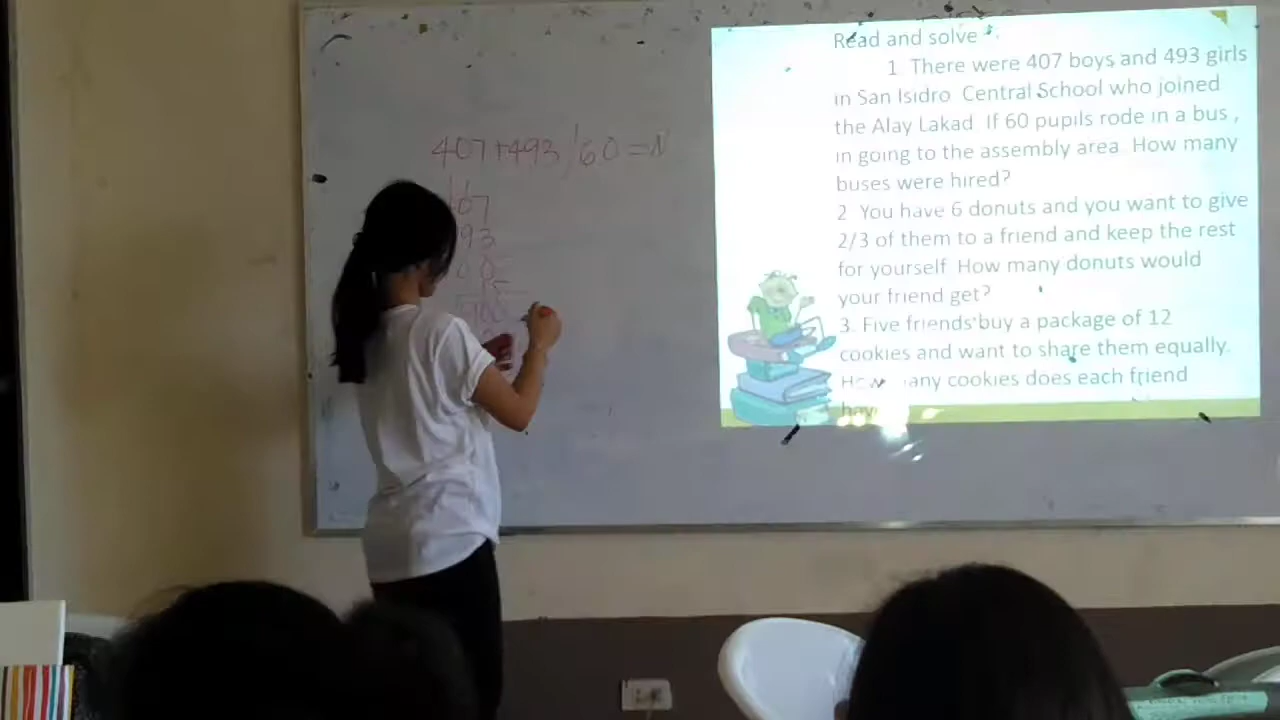 407+493/60=N
07
93
00
Read and solve :
1. There were 407 boys and 493 girls
in San Isidro Central School who joined
the Alay Lakad If 60 pupils rode in a bus ,
in going to the assembly area. How many
buses were hired?
2 You have 6 donuts and you want to give
2/3 of them to a friend and keep the rest
for yourself How many donuts would
your friend get?
3. Five friends buy a package of 12
cookies and want to share them equally.
How many cookies does each friend